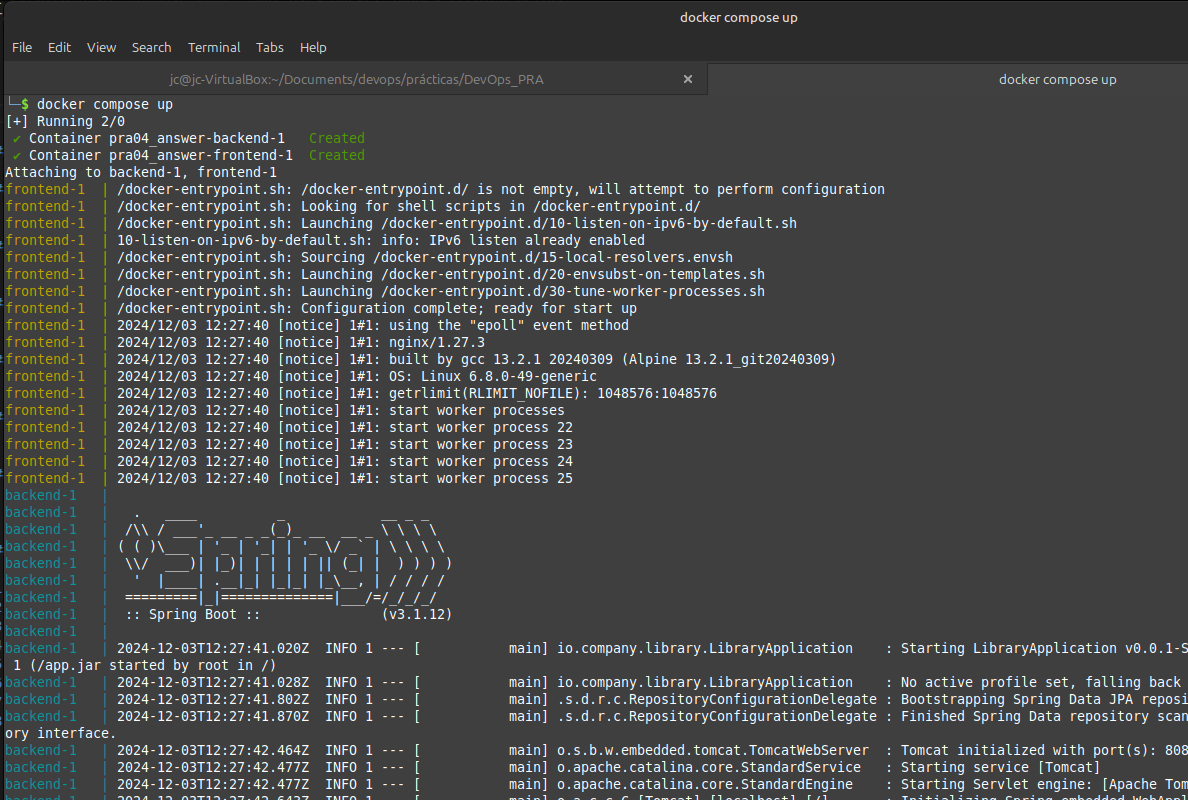 docker compose up
File Edit View Search Terminal Tabs Help
jc@jc-VirtualBox:~/Documents/devops/prácticas/DevOps_PRA × docker compose up
└─$ docker compose up
[+] Running 2/0
✔ Container pra04_answer-backend-1 Created
✔ Container pra04_answer-frontend-1 Created
Attaching to backend-1, frontend-1
frontend-1 | /docker-entrypoint.sh: /docker-entrypoint.d/ is not empty, will attempt to perform configuration
frontend-1 | /docker-entrypoint.sh: Looking for shell scripts in /docker-entrypoint.d/
frontend-1 | /docker-entrypoint.sh: Launching /docker-entrypoint.d/10-listen-on-ipv6-by-default.sh
frontend-1 | 10-listen-on-ipv6-by-default.sh: info: IPv6 listen already enabled
frontend-1 | /docker-entrypoint.sh: Sourcing /docker-entrypoint.d/15-local-resolvers.envsh
frontend-1 | /docker-entrypoint.sh: Launching /docker-entrypoint.d/20-envsubst-on-templates.sh
frontend-1 | /docker-entrypoint.sh: Launching /docker-entrypoint.d/30-tune-worker-processes.sh
frontend-1 | /docker-entrypoint.sh: Configuration complete; ready for start up
frontend-1 | 2024/12/03 12:27:40 [notice] 1#1: using the "epoll" event method
frontend-1 | 2024/12/03 12:27:40 [notice] 1#1: nginx/1.27.3
frontend-1 | 2024/12/03 12:27:40 [notice] 1#1: built by gcc 13.2.1 20240309 (Alpine 13.2.1_git20240309)
frontend-1 | 2024/12/03 12:27:40 [notice] 1#1: OS: Linux 6.8.0-49-generic
frontend-1 | 2024/12/03 12:27:40 [notice] 1#1: getrlimit(RLIMIT_NOFILE): 1048576:1048576
frontend-1 | 2024/12/03 12:27:40 [notice] 1#1: start worker processes
frontend-1 | 2024/12/03 12:27:40 [notice] 1#1: start worker process 22
frontend-1 | 2024/12/03 12:27:40 [notice] 1#1: start worker process 23
frontend-1 | 2024/12/03 12:27:40 [notice] 1#1: start worker process 24
frontend-1 | 2024/12/03 12:27:40 [notice] 1#1: start worker process 25
backend-1 |
backend-1 |   .   ____          _            __ _ _
backend-1 |  /\\ / ___'_ __ _ _(_)_ __  __ _ \ \ \ \
backend-1 | ( ( )\___ | '_ | '_| | '_ \/ _` | \ \ \ \
backend-1 |  \\/  ___)| |_)| | | | | || (_| |  ) ) ) )
backend-1 |   '  |____| .__|_| |_|_| |_\__, | / / / /
backend-1 |  =========|_|==============|___/=/_/_/_/
backend-1 |  :: Spring Boot ::               (v3.1.12)
backend-1 |
backend-1 | 2024-12-03T12:27:41.020Z INFO 1 --- [ main] io.company.library.LibraryApplication : Starting LibraryApplication v0.0.1-S
1 (/app.jar started by root in /)
backend-1 | 2024-12-03T12:27:41.028Z INFO 1 --- [ main] io.company.library.LibraryApplication : No active profile set, falling back
backend-1 | 2024-12-03T12:27:41.802Z INFO 1 --- [ main] .s.d.r.c.RepositoryConfigurationDelegate : Bootstrapping Spring Data JPA reposi
backend-1 | 2024-12-03T12:27:41.870Z INFO 1 --- [ main] .s.d.r.c.RepositoryConfigurationDelegate : Finished Spring Data repository scan
ory interface.
backend-1 | 2024-12-03T12:27:42.464Z INFO 1 --- [ main] o.s.b.w.embedded.tomcat.TomcatWebServer : Tomcat initialized with port(s): 808
backend-1 | 2024-12-03T12:27:42.477Z INFO 1 --- [ main] o.apache.catalina.core.StandardService : Starting service [Tomcat]
backend-1 | 2024-12-03T12:27:42.477Z INFO 1 --- [ main] o.apache.catalina.core.StandardEngine : Starting Servlet engine: [Apache Tom